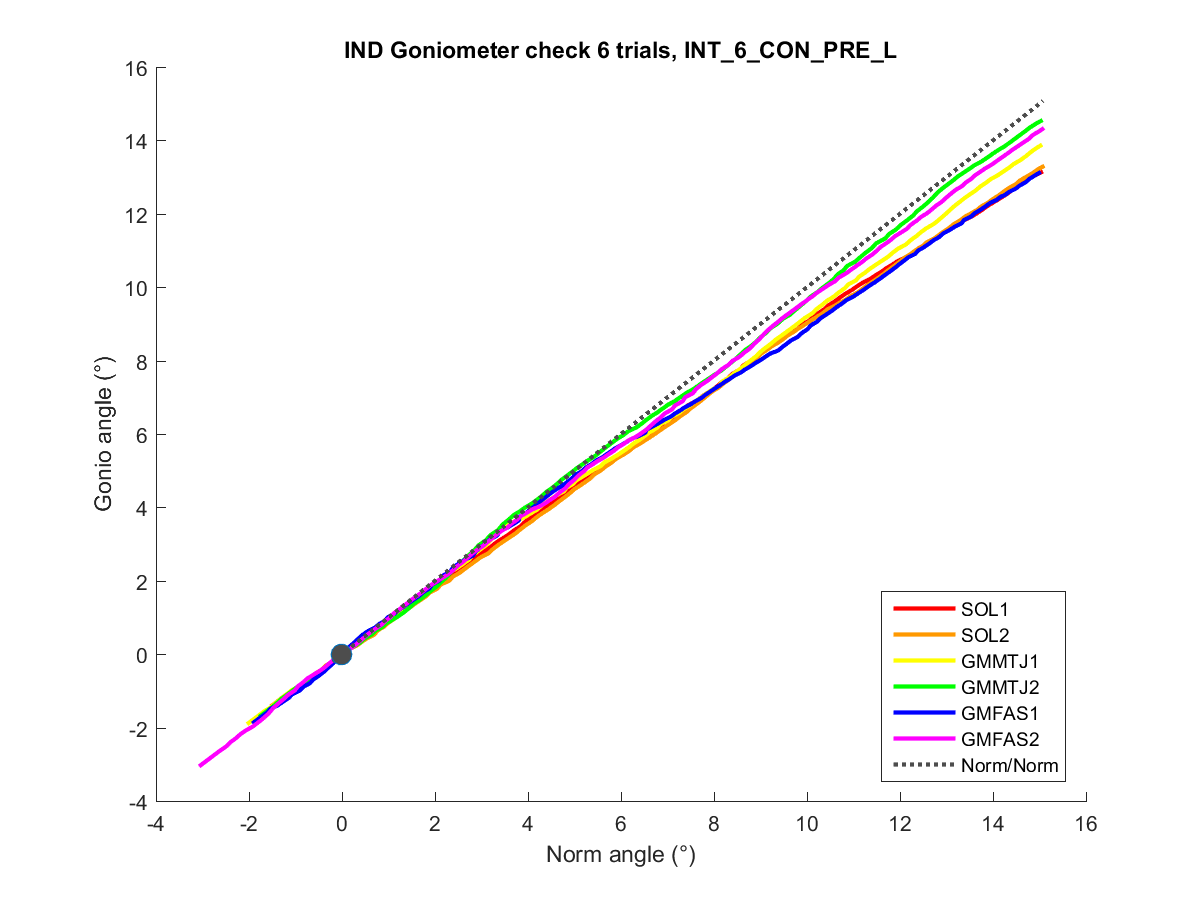 IND Goniometer check 6 trials, INT_6_CON_PRE_L
16
14
12
10
8
6
4
2
0
-2
-4
Gonio angle (°)
SOL1
SOL2
GMMTJ1
GMMTJ2
GMFAS1
GMFAS2
Norm/Norm
-4 -2 0 2 4 6 8 10 12 14 16
Norm angle (°)